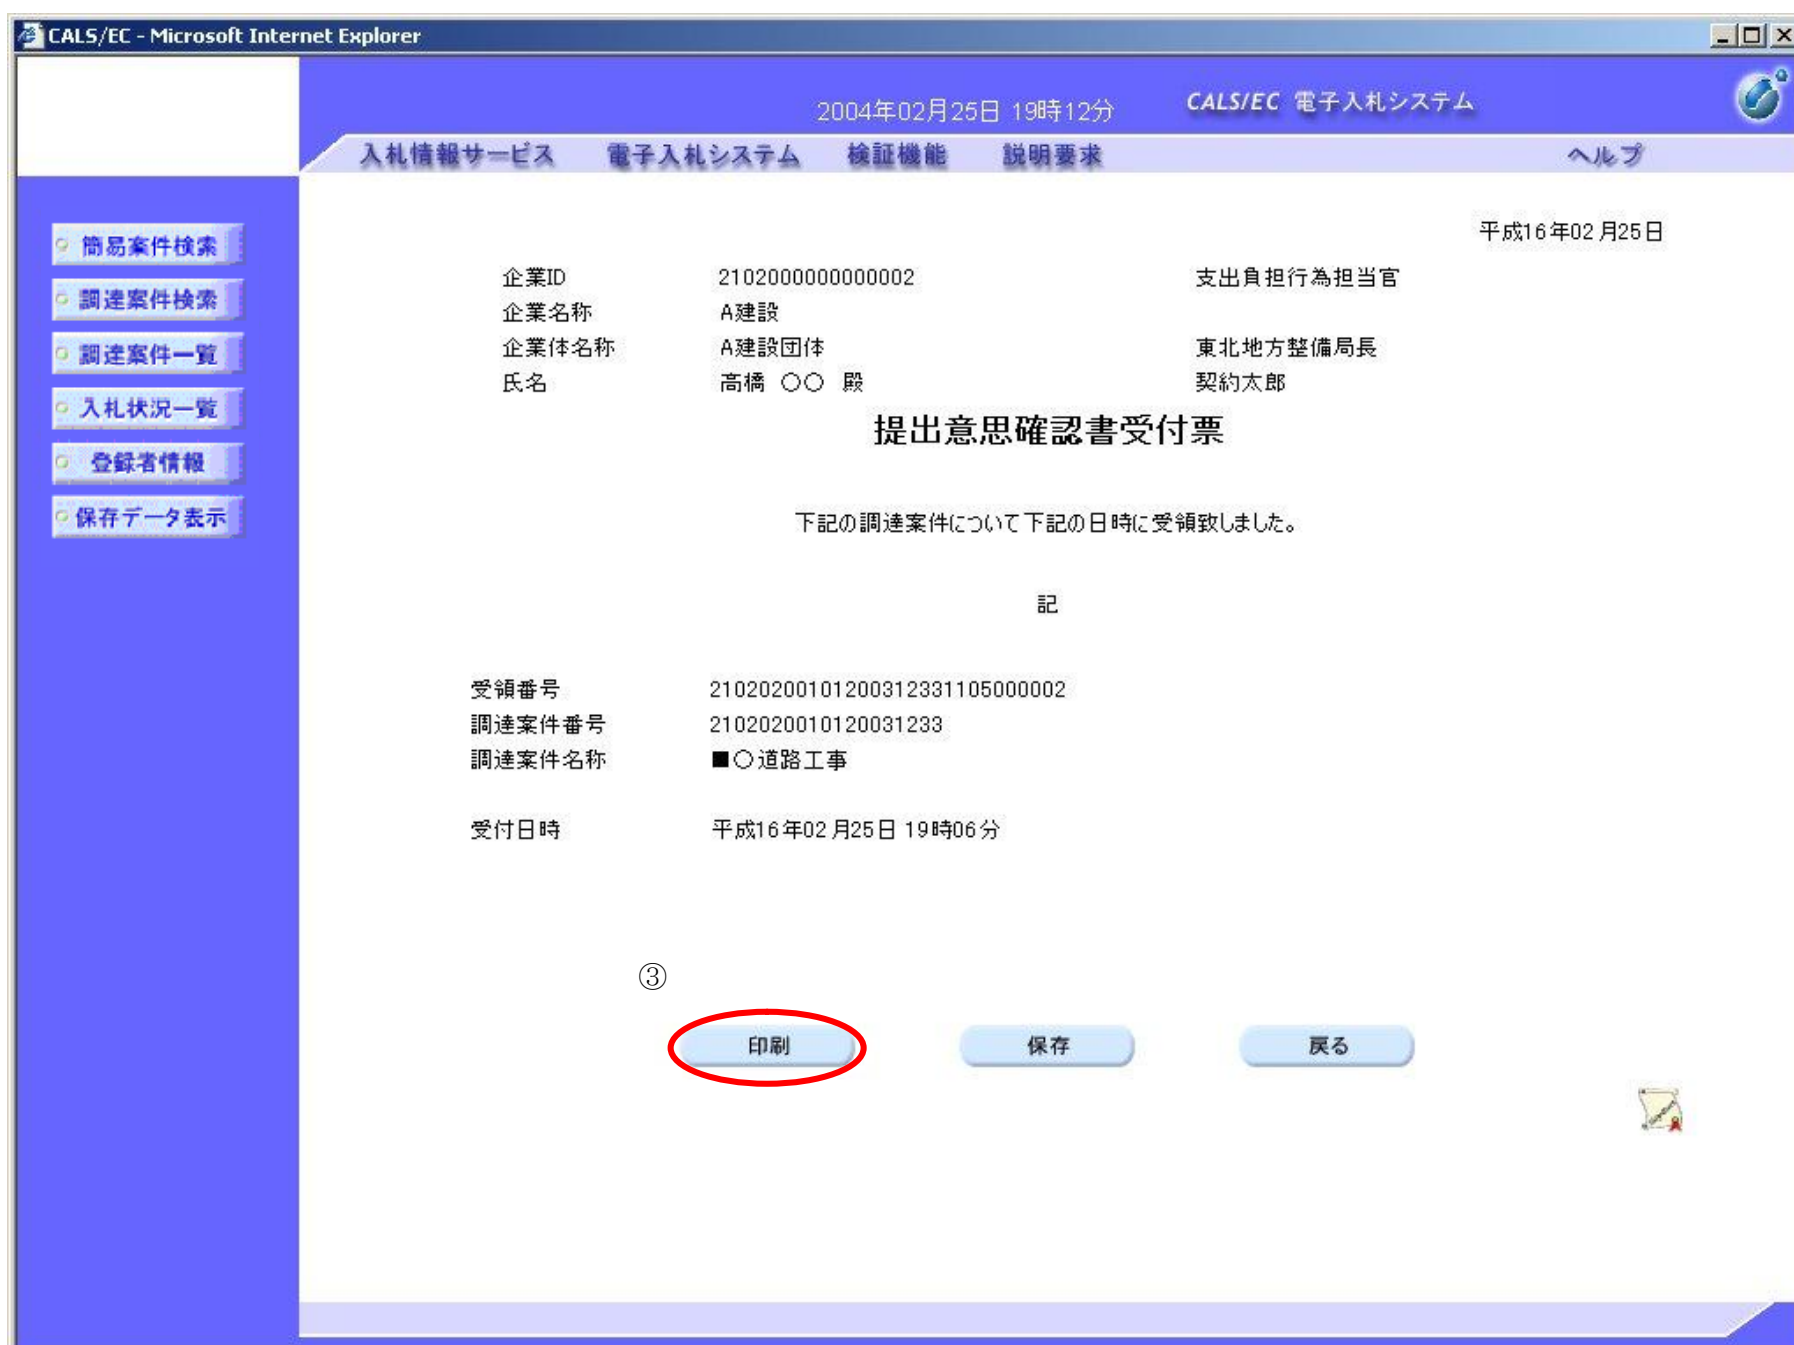 CALS/EC - Microsoft Internet Explorer
2004年02月25日 19時12分 CALS/EC 電子入札システム
入札情報サービス 電子入札システム 検証機能 説明要求 ヘルプ
簡易案件検索
調達案件検索
調達案件一覧
入札状況一覧
登録者情報
保存データ表示
平成16年02月25日
企業ID 2102000000000002 支出負担行為担当官
企業名称 A建設
企業体名称 A建設団体 東北地方整備局長
氏名 高橋 〇〇 殿 契約太郎
提出意思確認書受付票
下記の調達案件について下記の日時に受領致しました。
記
受領番号 21020200101200312331105000002
調達案件番号 2102020010120031233
調達案件名称 ■〇道路工事
受付日時 平成16年02月25日 19時06分
③
印刷 保存 戻る